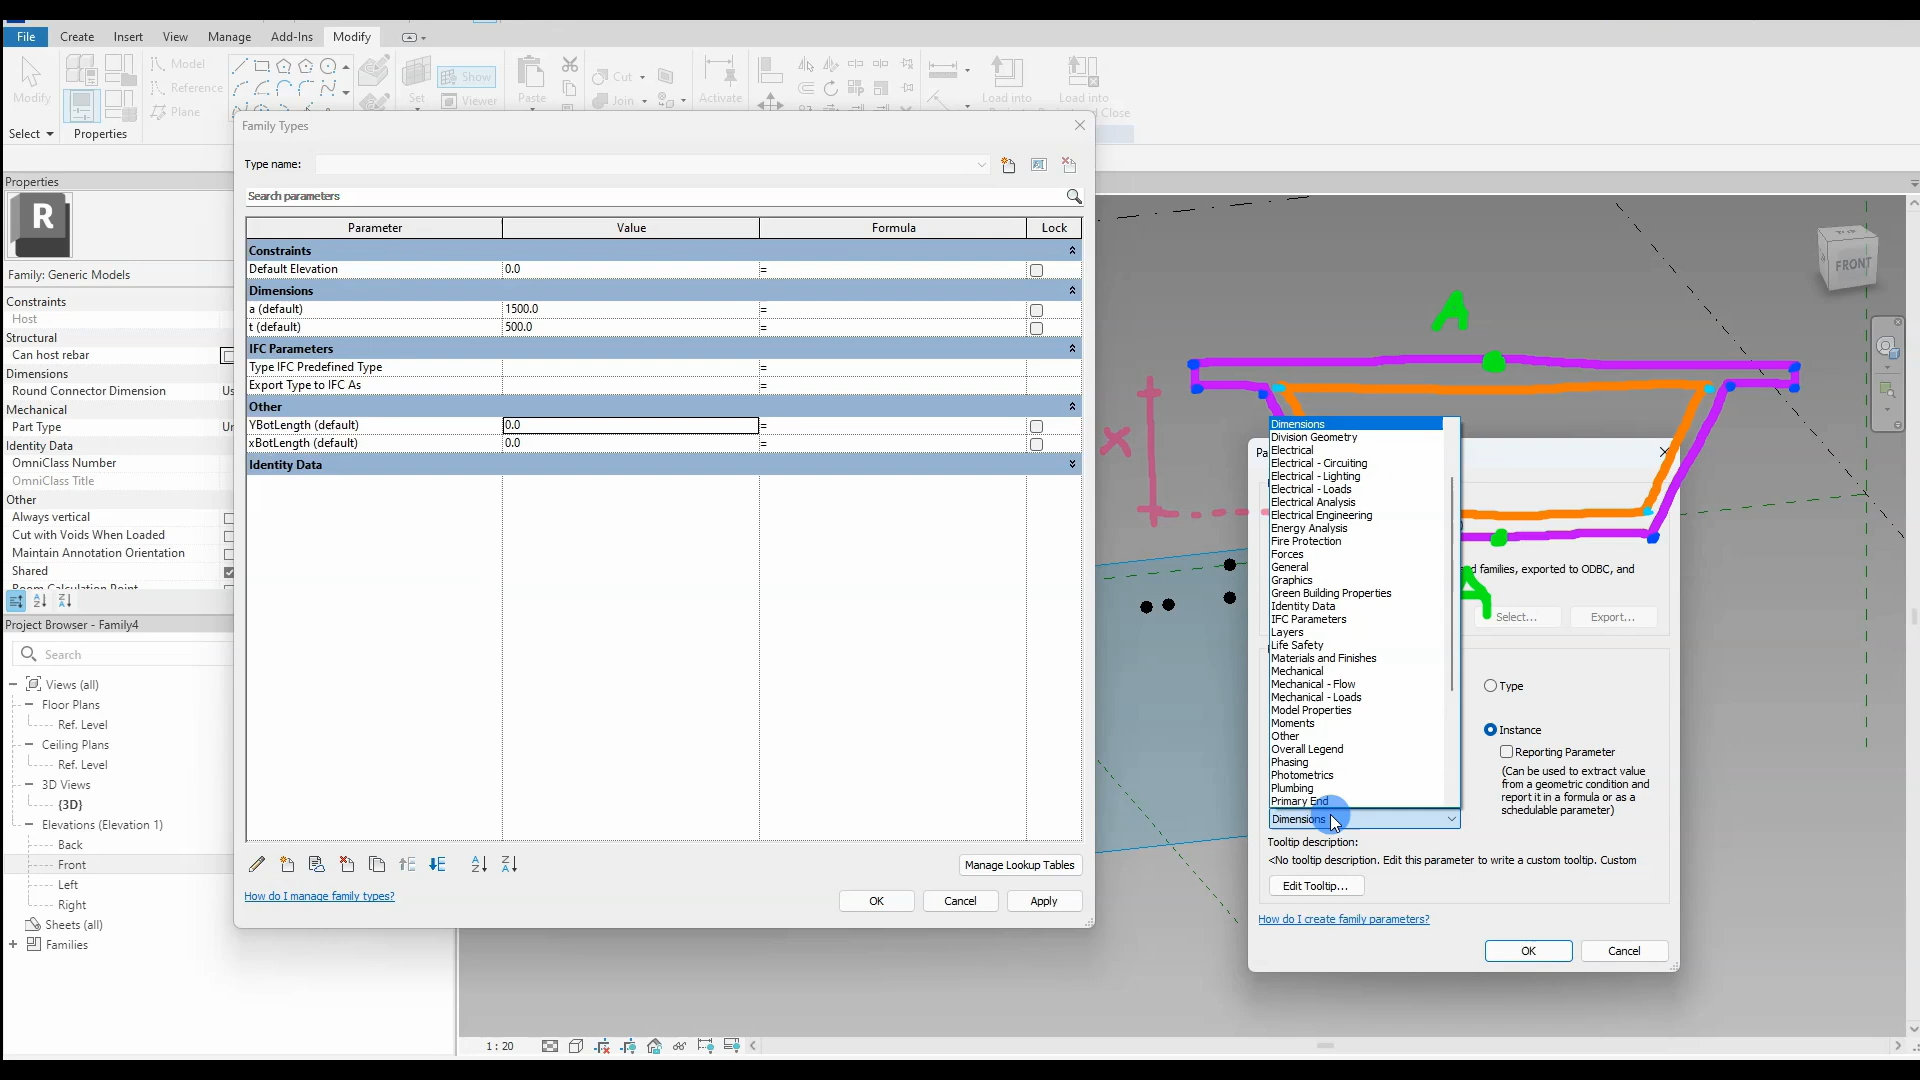 File Create Insert View Manage Add-Ins Modify
Model
Reference
Plane
Modify
Select
Properties
Set
Show
Viewer
Paste
Cut
Join
Activate
Load into
Load into
Close
Family Types
Type name:
Search parameters
Parameter Value Formula Lock
Constraints
Default Elevation 0.0 =
Dimensions
a (default) 1500.0 =
t (default) 500.0 =
IFC Parameters
Type IFC Predefined Type =
Export Type to IFC As =
Other
YBotLength (default) 0.0 =
xBotLength (default) 0.0 =
Identity Data
Manage Lookup Tables
How do I manage family types?
OK Cancel Apply
Properties
R
Family: Generic Models
Constraints
Host
Structural
Can host rebar
Dimensions
Round Connector Dimension Us
Mechanical
Part Type
Identity Data
OmniClass Number
OmniClass Title
Other
Always vertical
Cut with Voids When Loaded
Maintain Annotation Orientation
Shared
Room Calculation Point
Project Browser - Family4
Search
Views (all)
Floor Plans
Ref. Level
Ceiling Plans
Ref. Level
3D Views
{3D}
Elevations (Elevation 1)
Back
Front
Left
Right
Sheets (all)
Families
1 : 20
FRONT
A
X
A
Dimensions
Division Geometry
Electrical
Electrical - Circuiting
Electrical - Lighting
Electrical - Loads
Electrical Analysis
Electrical Engineering
Energy Analysis
Fire Protection
Forces
General
Graphics
Green Building Properties
Identity Data
IFC Parameters
Layers
Life Safety
Materials and Finishes
Mechanical
Mechanical - Flow
Mechanical - Loads
Model Properties
Moments
Other
Overall Legend
Phasing
Photometrics
Plumbing
Primary End
Dimensions
families, exported to ODBC, and
Select... Export...
Type
Instance
Reporting Parameter
(Can be used to extract value
from a geometric condition and
report it in a formula or as a
schedulable parameter)
Tooltip description:
<No tooltip description. Edit this parameter to write a custom tooltip. Custom
Edit Tooltip...
How do I create family parameters?
OK Cancel